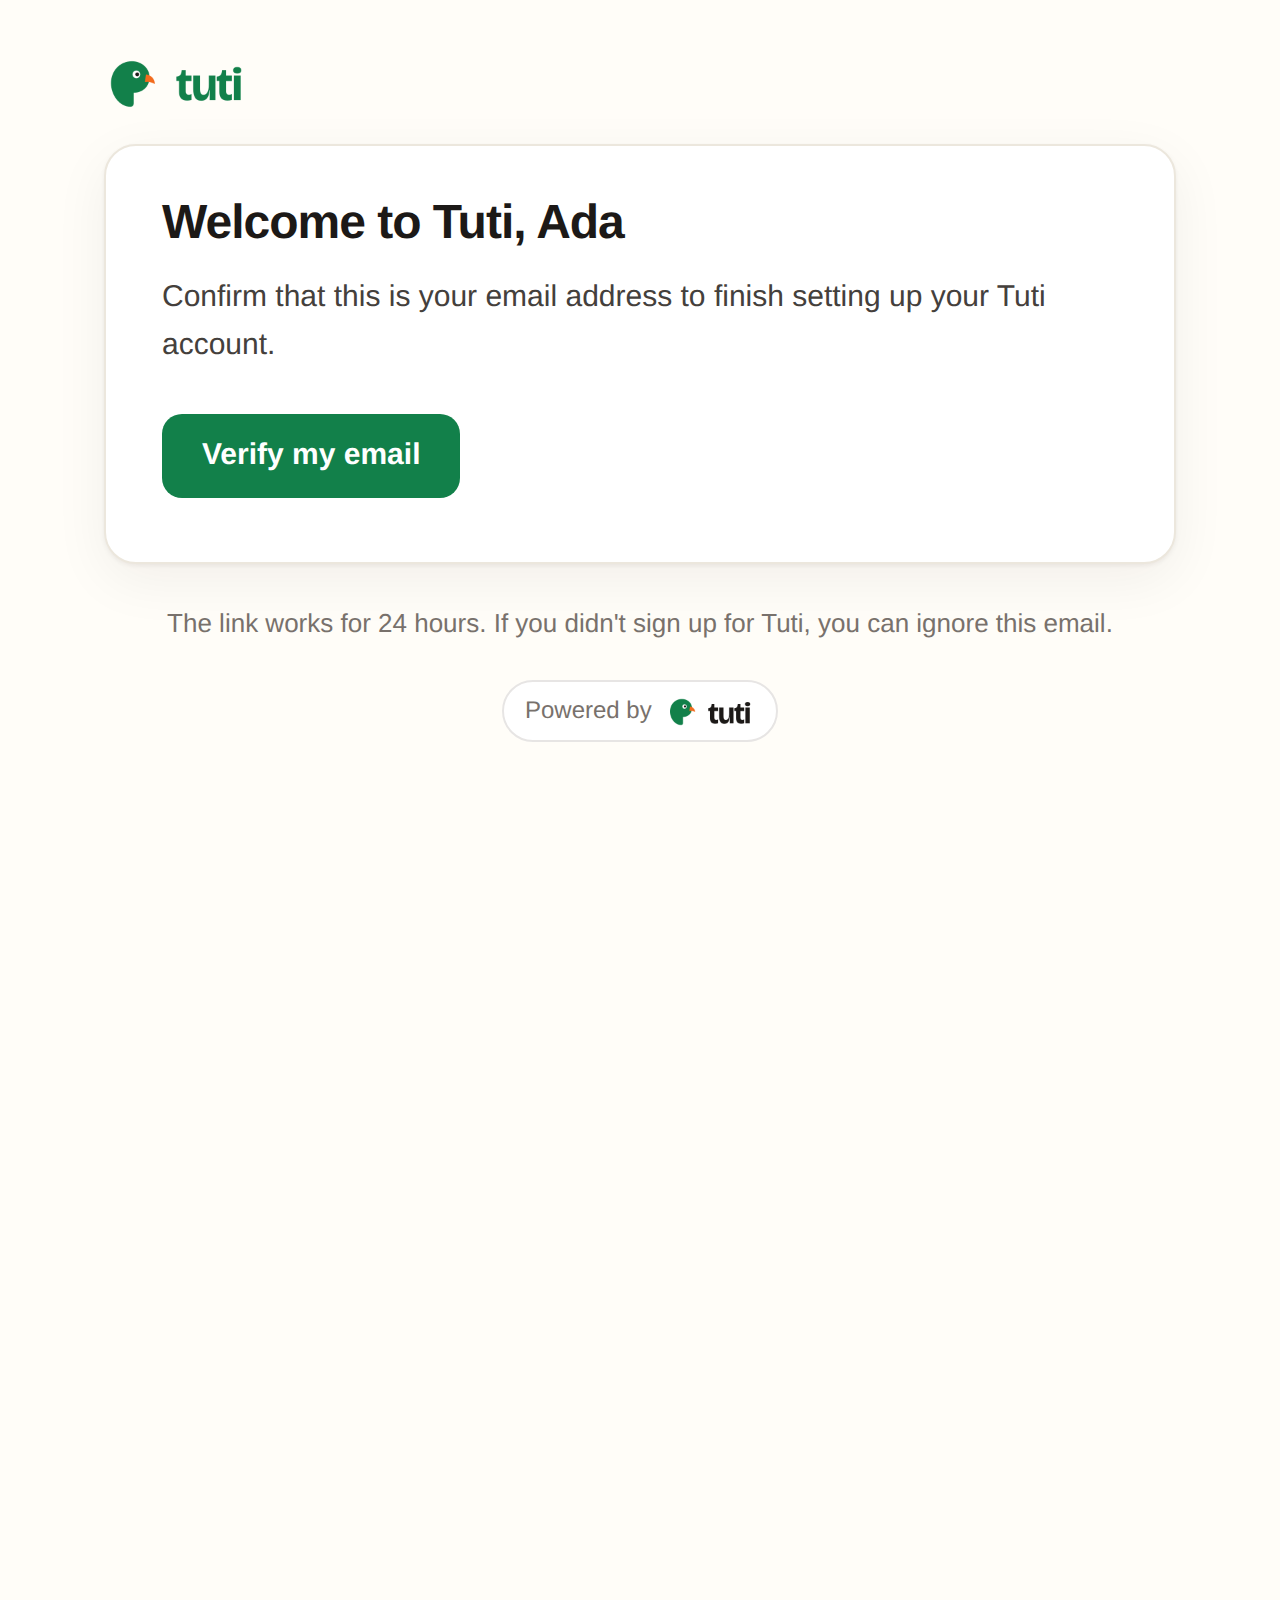 tuti
Welcome to Tuti, Ada
Confirm that this is your email address to finish setting up your Tuti
account.
Verify my email
The link works for 24 hours. If you didn't sign up for Tuti, you can ignore this email.
Powered by tuti